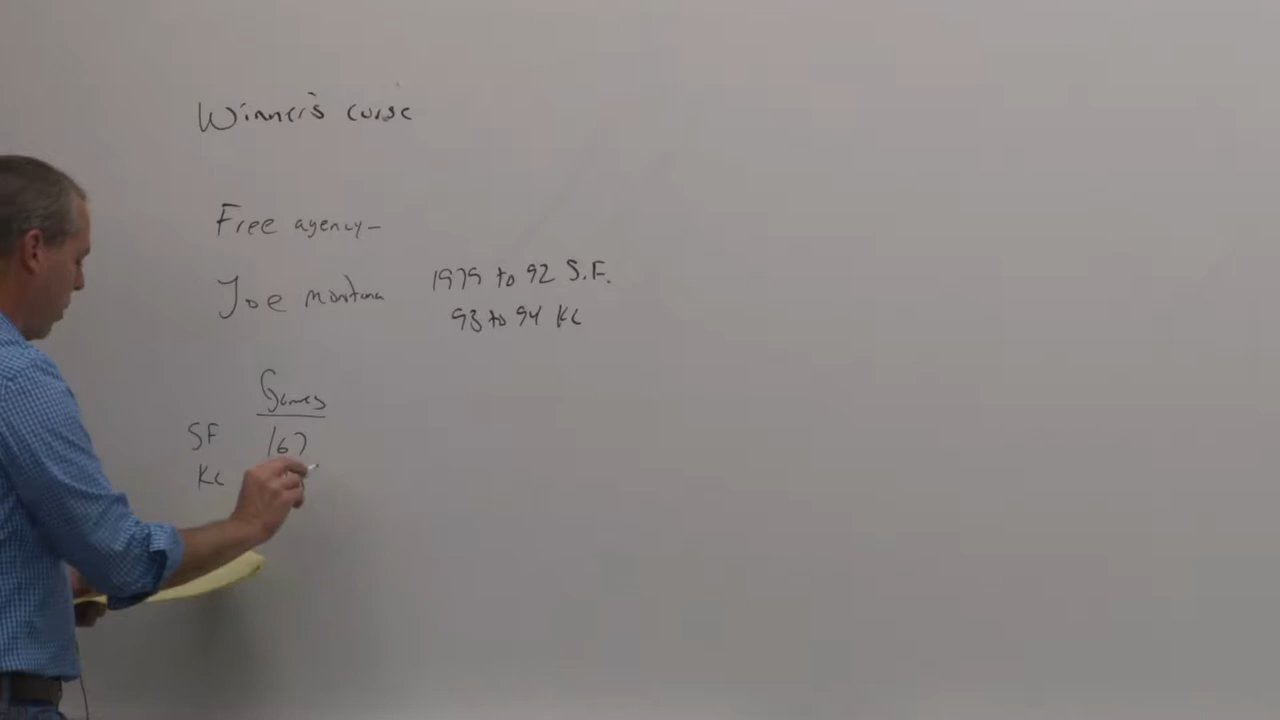 Winner's curse
Free agency-
Joe montana 1979 to 92 S.F.
93 to 94 KC
Games
SF 167
KC